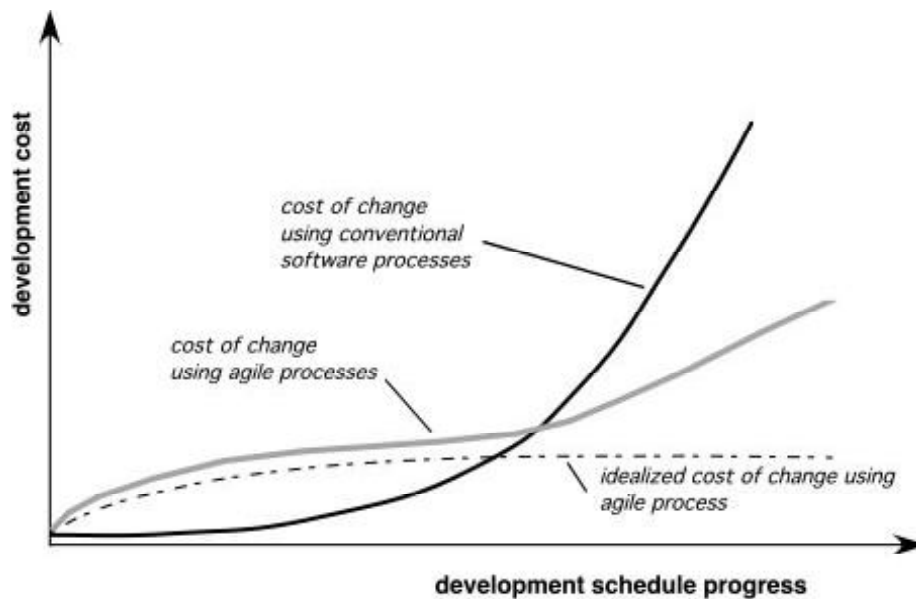 development cost
cost of change
using conventional
software processes
cost of change
using agile processes
idealized cost of change using
agile process
development schedule progress